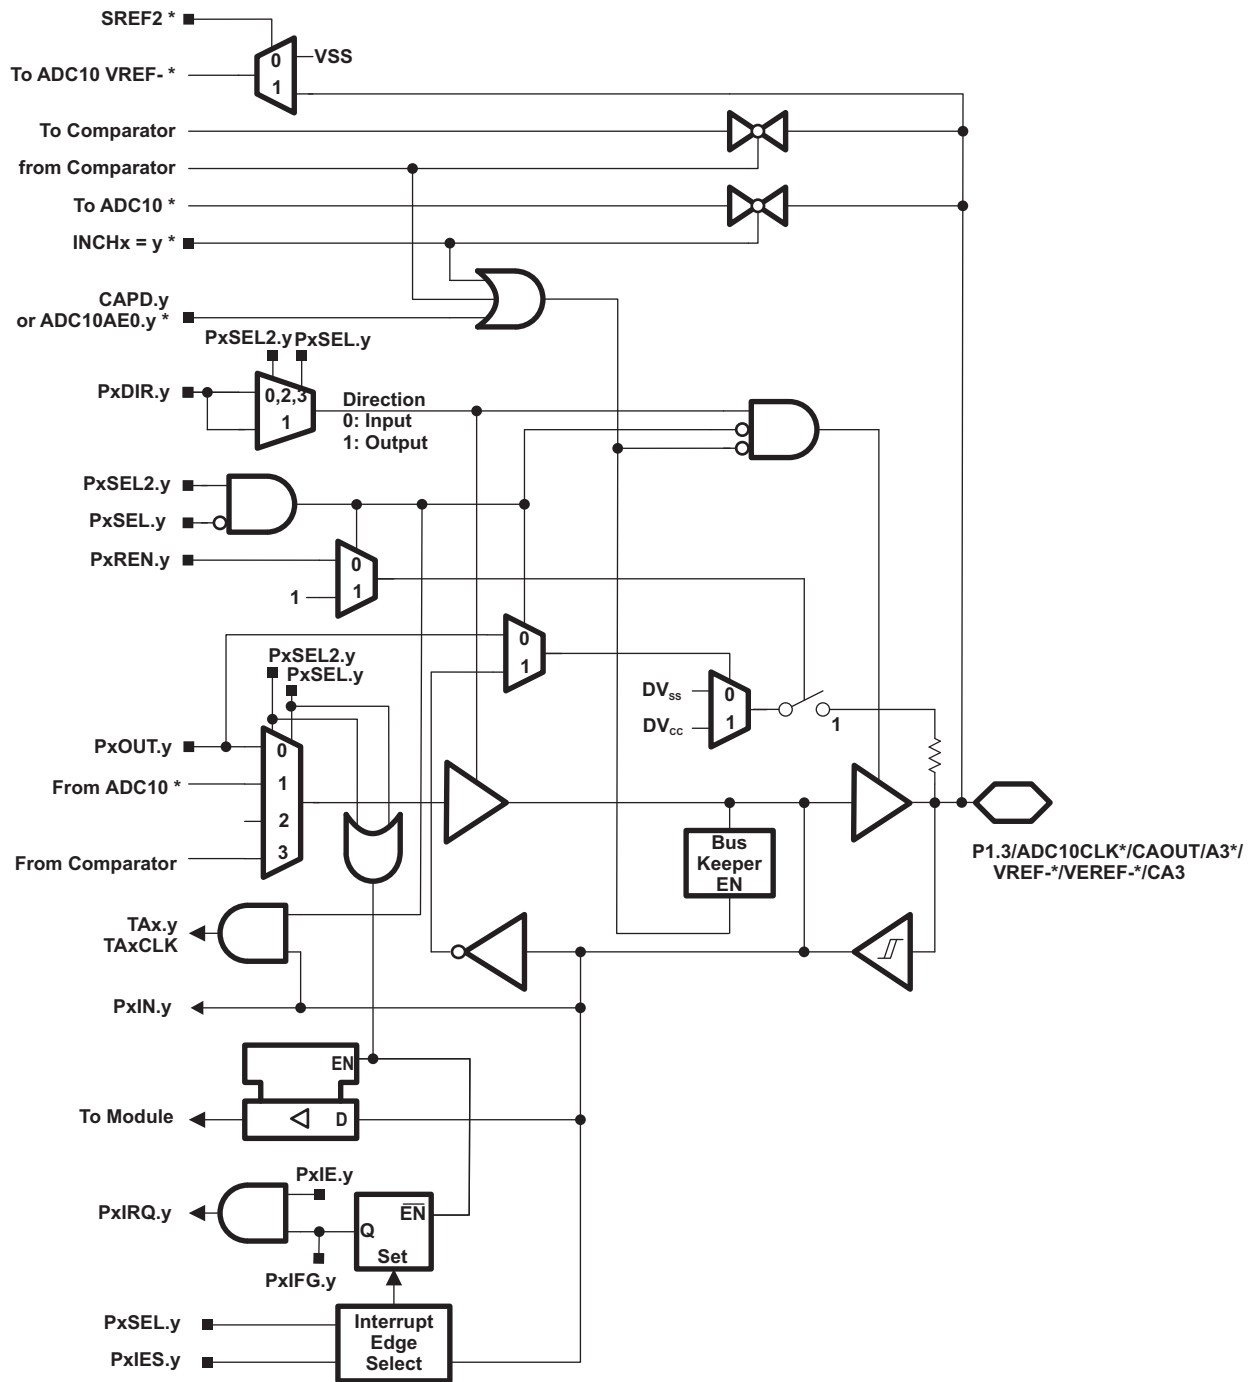 SREF2 *
VSS
0
To ADC10 VREF- *
1
To Comparator
from Comparator
To ADC10 *
INCHx = y *
CAPD.y
or ADC10AE0.y *
PxSEL2.y PxSEL.y
PxDIR.y
0,2,3
1
Direction
0: Input
1: Output
PxSEL2.y
PxSEL.y
PxREN.y
0
1
1
0
1
PxSEL2.y
PxSEL.y
DVSS
0
DVCC
1
1
PxOUT.y
0
From ADC10 *
1
2
From Comparator
3
Bus
Keeper
EN
P1.3/ADC10CLK*/CAOUT/A3*/
VREF-*/VEREF-*/CA3
TAx.y
TAxCLK
PxIN.y
EN
To Module
D
PxIE.y
PxIRQ.y
EN
Q
Set
PxIFG.y
PxSEL.y
PxIES.y
Interrupt
Edge
Select